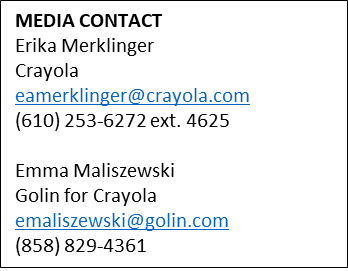 MEDIA CONTACT
Erika Merklinger
Crayola
eamerklinger@crayola.com
(610) 253-6272 ext. 4625
Emma Maliszewski
Golin for Crayola
emaliszewski@golin.com
(858) 829-4361